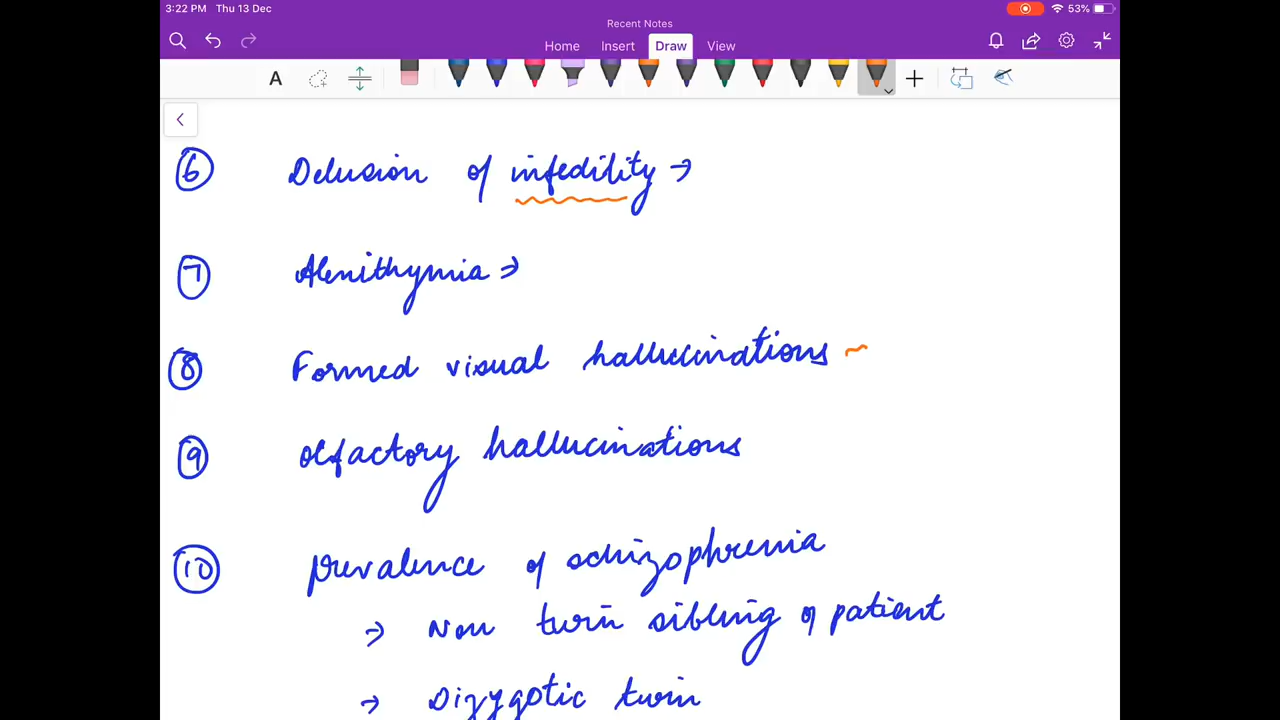 3:22 PM Thu 13 Dec 53%
Recent Notes
Home Insert Draw View
A
6 Delusion of infedility →
7 Alenithymia →
8 Formed visual hallucinations ~
9 olfactory hallucinations
10 prevalence of schizophrenia
→ Non twin sibling of patient
→ Dizygotic twin